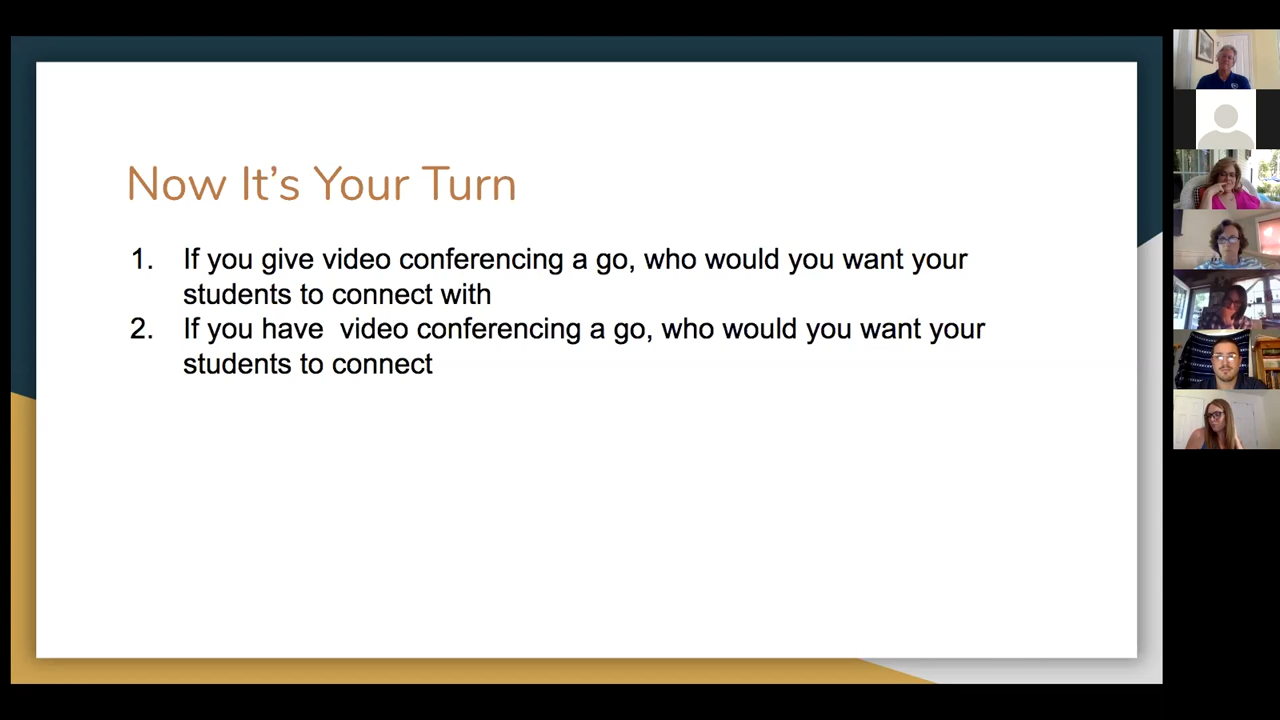 Now It’s Your Turn
1. If you give video conferencing a go, who would you want your
students to connect with
2. If you have  video conferencing a go, who would you want your
students to connect